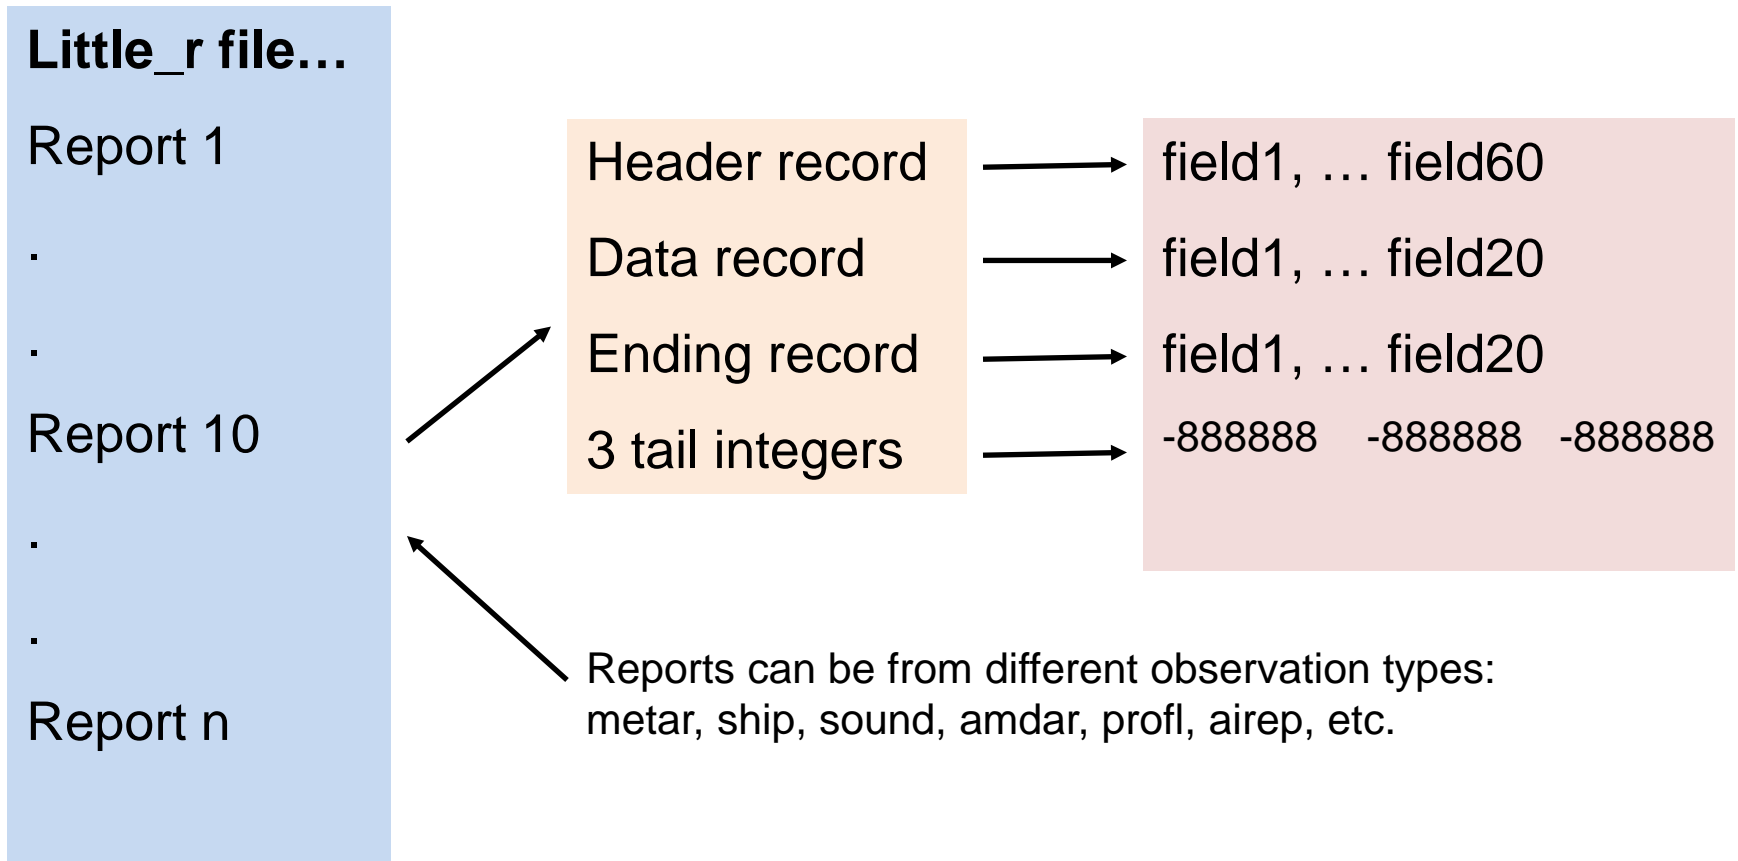 Little_r file…
Report 1
.
.
Report 10
.
.
Report n
Header record
Data record
Ending record
3 tail integers
field1, … field60
field1, … field20
field1, … field20
-888888 -888888 -888888
Reports can be from different observation types:
metar, ship, sound, amdar, profl, airep, etc.